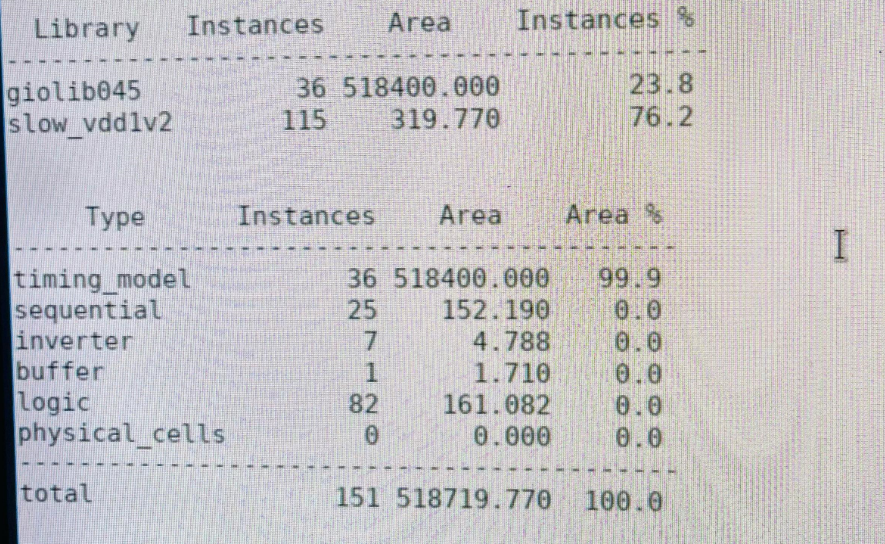 Library Instances Area Instances %
------------------------------------------------
giolib045 36 518400.000 23.8
slow_vdd1v2 115 319.770 76.2
Type Instances Area Area %
------------------------------------------------
timing_model 36 518400.000 99.9
sequential 25 152.190 0.0
inverter 7 4.788 0.0
buffer 1 1.710 0.0
logic 82 161.082 0.0
physical_cells 0 0.000 0.0
------------------------------------------------
total 151 518719.770 100.0